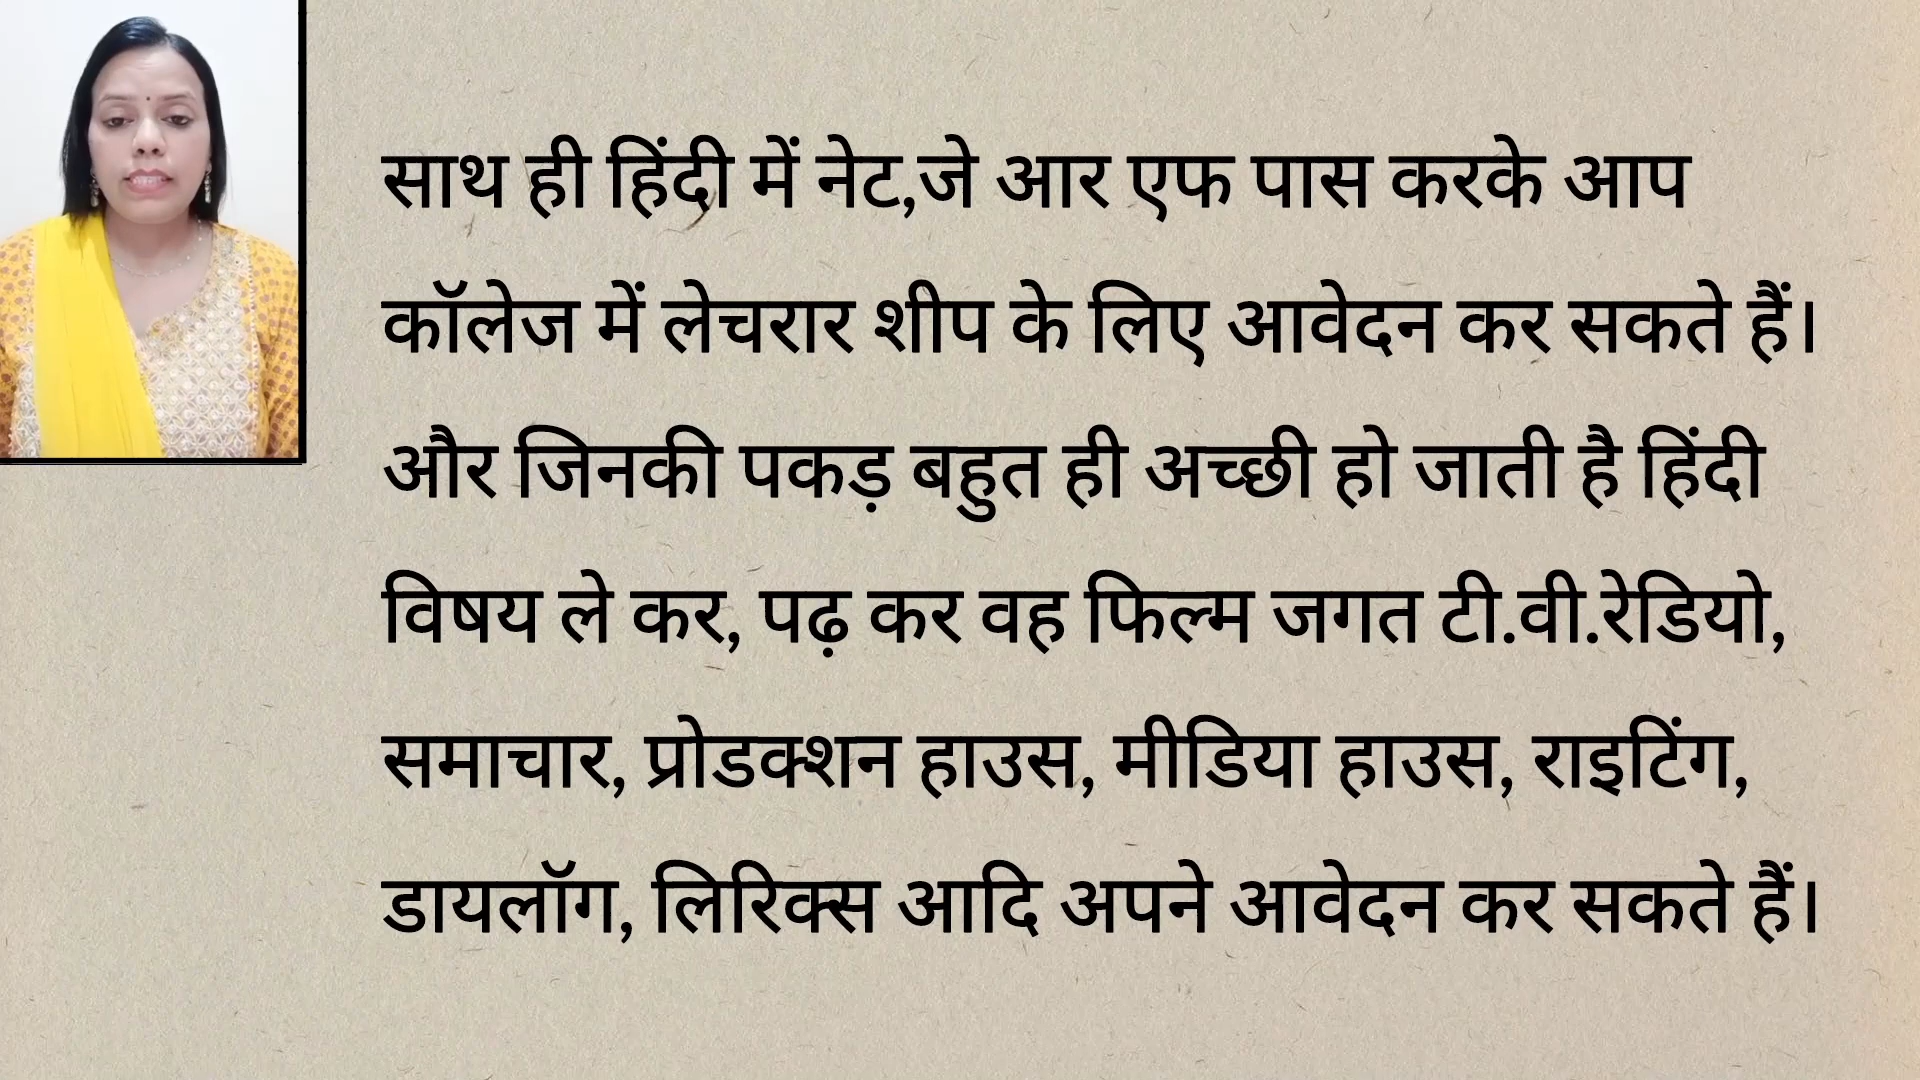 साथ ही हिंदी में नेट,जे आर एफ पास करके आप
कॉलेज में लेचरार शीप के लिए आवेदन कर सकते हैं।
और जिनकी पकड़ बहुत ही अच्छी हो जाती है हिंदी
विषय ले कर, पढ़ कर वह फिल्म जगत टी.वी.रेडियो,
समाचार, प्रोडक्शन हाउस, मीडिया हाउस, राइटिंग,
डायलॉग, लिरिक्स आदि अपने आवेदन कर सकते हैं।